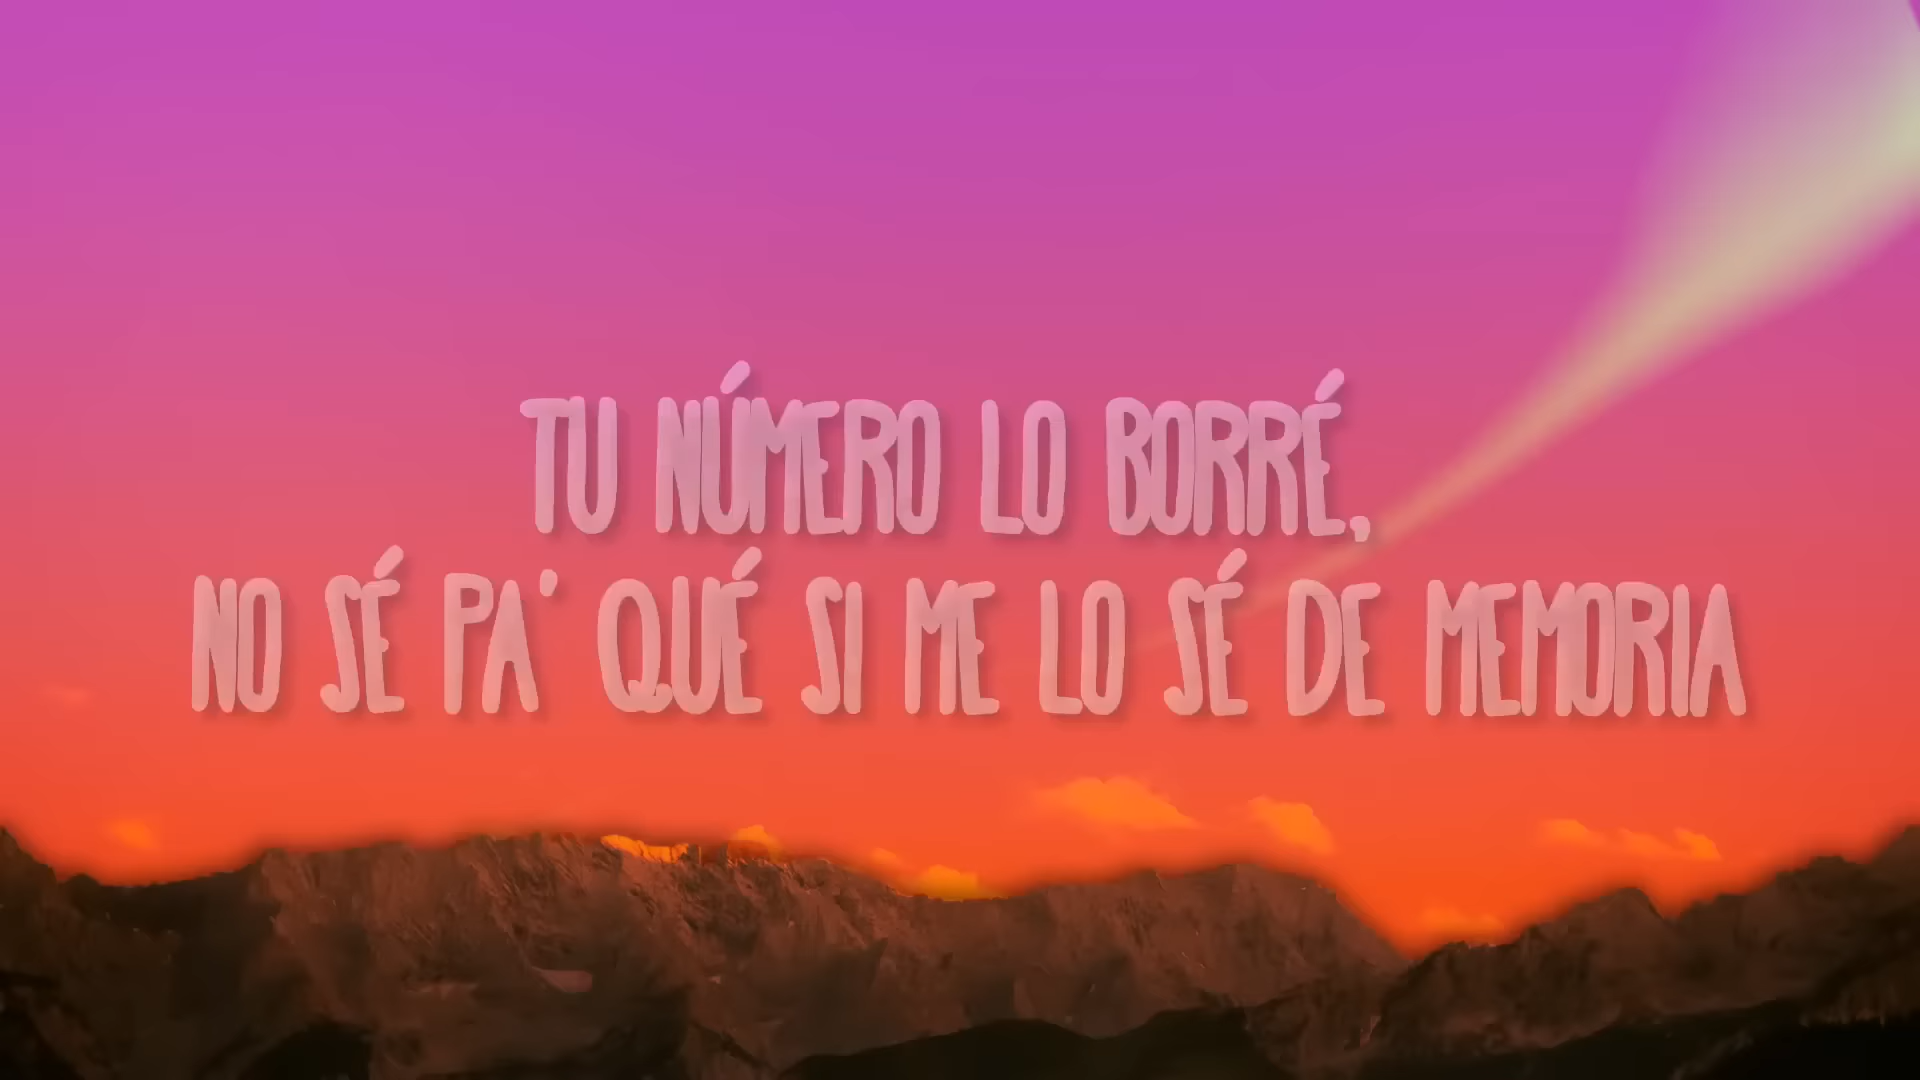 TU NÚMERO LO BORRÉ,
NO SÉ PA' QUÉ SI ME LO SÉ DE MEMORIA